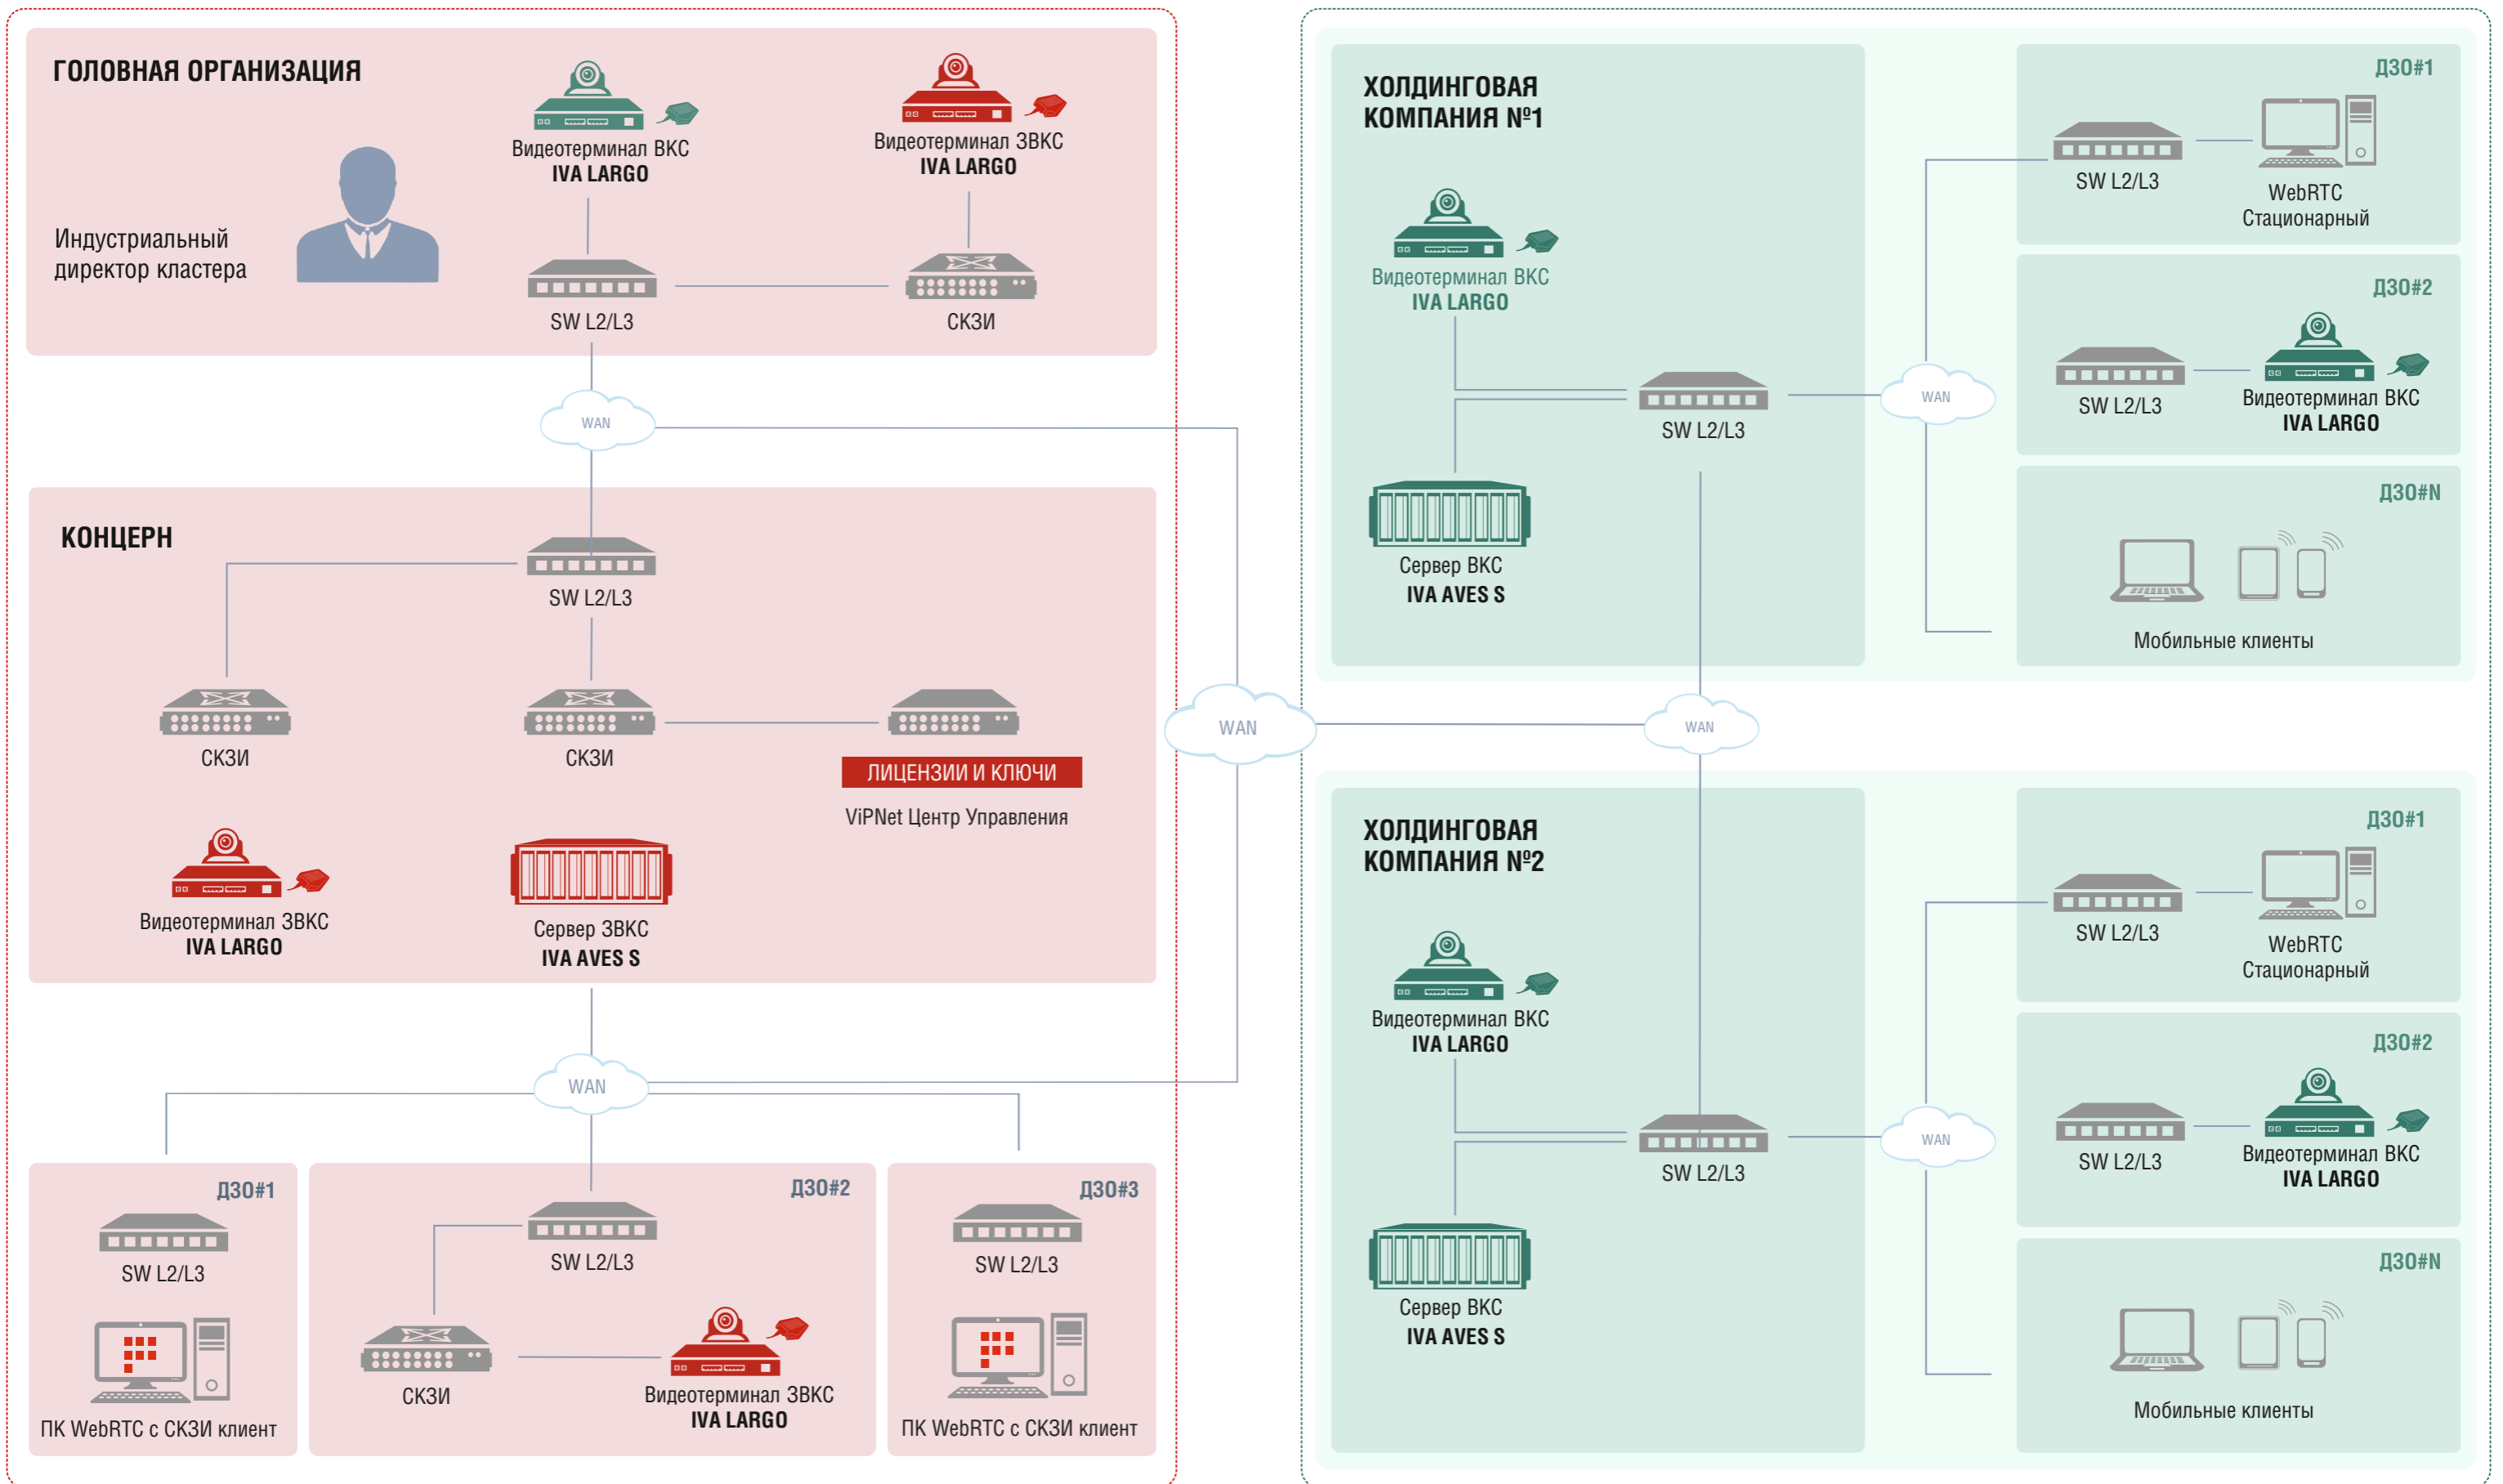 ГОЛОВНАЯ ОРГАНИЗАЦИЯ
Индустриальный
директор кластера
Видеотерминал ВКС
IVA LARGO
Видеотерминал ЗВКС
IVA LARGO
SW L2/L3
СКЗИ
WAN
КОНЦЕРН
SW L2/L3
СКЗИ
СКЗИ
ЛИЦЕНЗИИ И КЛЮЧИ
ViPNet Центр Управления
Видеотерминал ЗВКС
IVA LARGO
Сервер ЗВКС
IVA AVES S
WAN
ДЗО#1
SW L2/L3
ПК WebRTC с СКЗИ клиент
ДЗО#2
SW L2/L3
СКЗИ
Видеотерминал ЗВКС
IVA LARGO
ДЗО#3
SW L2/L3
ПК WebRTC с СКЗИ клиент
WAN
ХОЛДИНГОВАЯ
КОМПАНИЯ №1
Видеотерминал ВКС
IVA LARGO
SW L2/L3
Сервер ВКС
IVA AVES S
WAN
ДЗО#1
SW L2/L3
WebRTC
Стационарный
ДЗО#2
SW L2/L3
Видеотерминал ВКС
IVA LARGO
ДЗО#N
Мобильные клиенты
WAN
ХОЛДИНГОВАЯ
КОМПАНИЯ №2
Видеотерминал ВКС
IVA LARGO
SW L2/L3
Сервер ВКС
IVA AVES S
WAN
ДЗО#1
SW L2/L3
WebRTC
Стационарный
ДЗО#2
SW L2/L3
Видеотерминал ВКС
IVA LARGO
ДЗО#N
Мобильные клиенты